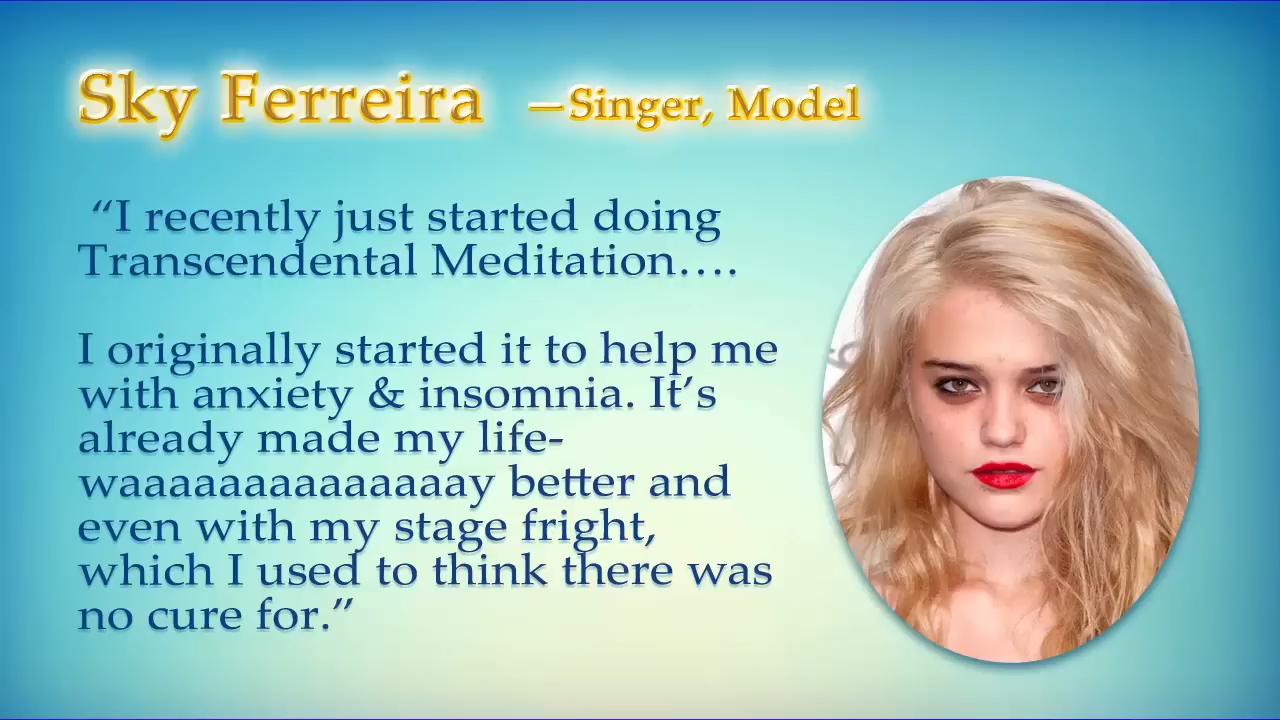 Sky Ferreira —Singer, Model
“I recently just started doing
Transcendental Meditation….
I originally started it to help me
with anxiety & insomnia. It’s
already made my life-
waaaaaaaaaaaaaaay better and
even with my stage fright,
which I used to think there was
no cure for.”